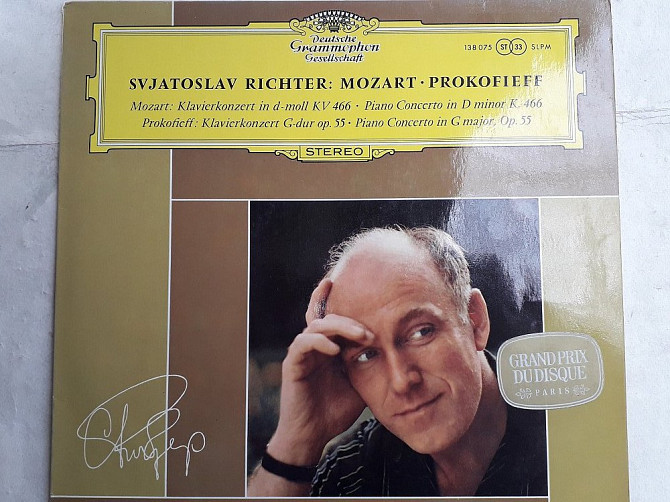 Deutsche
Grammophon
Gesellschaft
138 075 ST 33 SLPM
SVJATOSLAV RICHTER: MOZART · PROKOFIEFF
Mozart: Klavierkonzert in d-moll KV 466 · Piano Concerto in D minor K. 466
Prokofieff: Klavierkonzert G-dur op. 55 · Piano Concerto in G major, Op. 55
STEREO
GRAND PRIX
DU DISQUE
PARIS